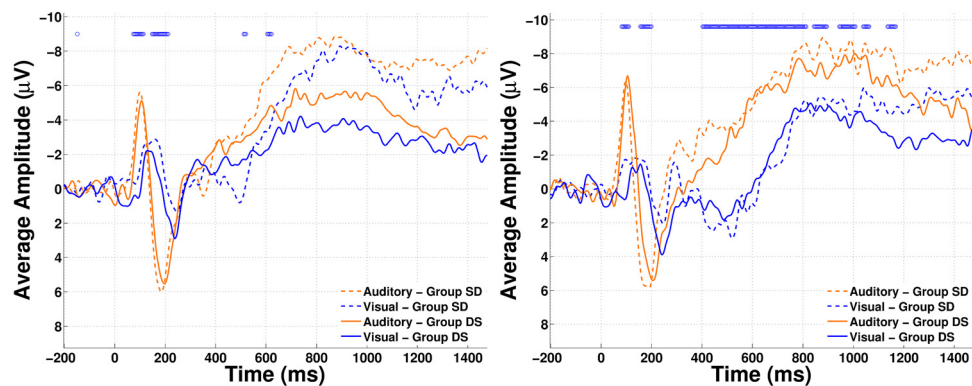 Average Amplitude (µV)
-10
-8
-6
-4
-2
0
2
4
6
8
-200 0 200 400 600 800 1000 1200 1400
Time (ms)
Auditory – Group SD
Visual – Group SD
Auditory – Group DS
Visual – Group DS
Average Amplitude (µV)
-10
-8
-6
-4
-2
0
2
4
6
8
-200 0 200 400 600 800 1000 1200 1400
Time (ms)
Auditory – Group SD
Visual – Group SD
Auditory – Group DS
Visual – Group DS